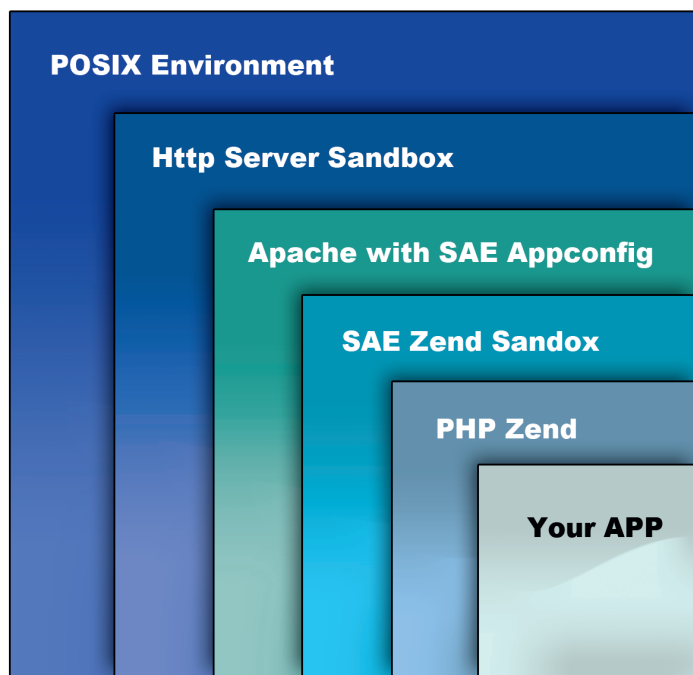 POSIX Environment
Http Server Sandbox
Apache with SAE Appconfig
SAE Zend Sandox
PHP Zend
Your APP